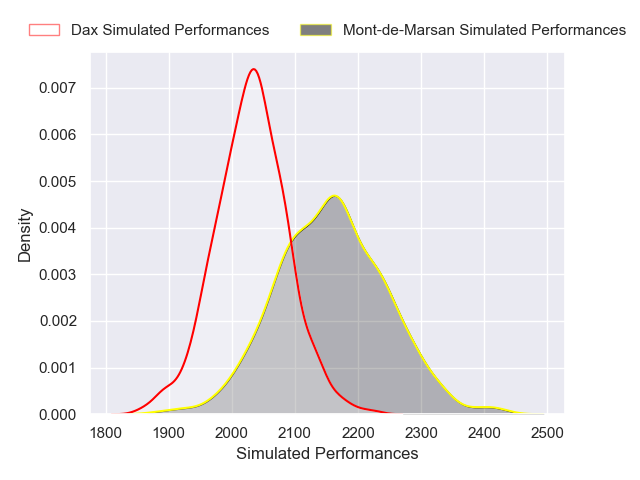 Dax Simulated Performances Mont-de-Marsan Simulated Performances
0.007
0.006
0.005
0.004
0.003
0.002
0.001
0.000
Density
1800 1900 2000 2100 2200 2300 2400 2500
Simulated Performances